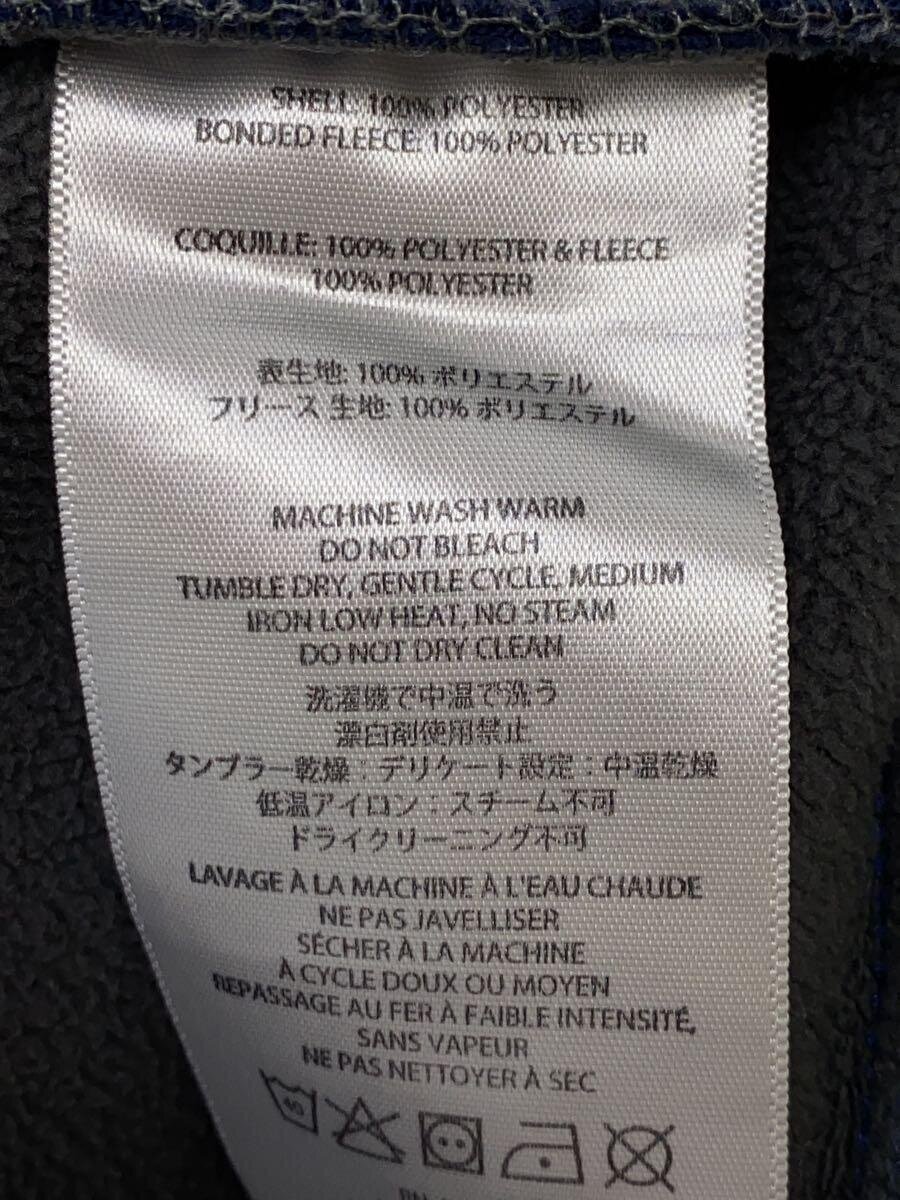 SHELL: 100% POLYESTER
BONDED FLEECE: 100% POLYESTER
COQUILLE: 100% POLYESTER & FLEECE
100% POLYESTER
表生地: 100% ポリエステル
フリース 生地: 100% ポリエステル
MACHINE WASH WARM
DO NOT BLEACH
TUMBLE DRY, GENTLE CYCLE, MEDIUM
IRON LOW HEAT, NO STEAM
DO NOT DRY CLEAN
洗濯機で中温で洗う
漂白剤使用禁止
タンブラー乾燥：デリケート設定：中温乾燥
低温アイロン：スチーム不可
ドライクリーニング不可
LAVAGE À LA MACHINE À L'EAU CHAUDE
NE PAS JAVELLISER
SÉCHER À LA MACHINE
À CYCLE DOUX OU MOYEN
REPASSAGE AU FER À FAIBLE INTENSITÉ,
SANS VAPEUR
NE PAS NETTOYER À SEC
40